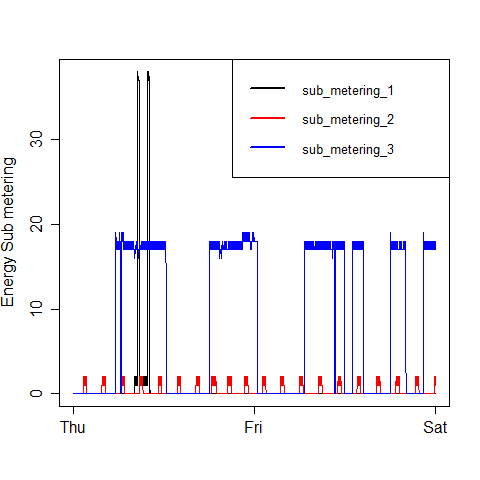 sub_metering_1
sub_metering_2
sub_metering_3
Energy Sub metering
30
20
10
0
Thu Fri Sat